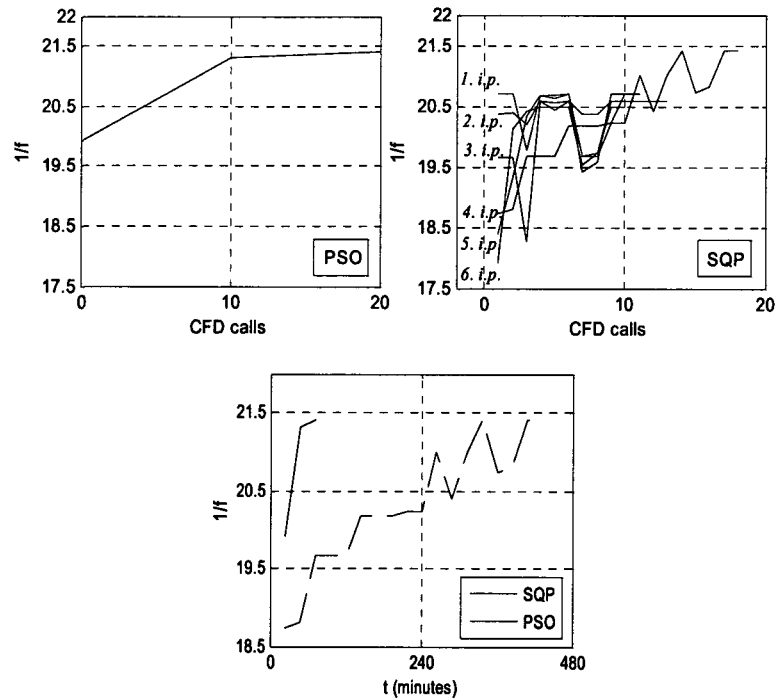 22
21.5
20.5
19.5
18.5
17.5
1/f
0
10
20
CFD calls
PSO
22
21.5
20.5
19.5
18.5
17.5
1/f
1. i.p.
2. i.p.
3. i.p.
4. i.p.
5. i.p.
6. i.p.
0
10
20
CFD calls
SQP
21.5
20.5
19.5
18.5
1/f
0
240
480
t (minutes)
SQP
PSO